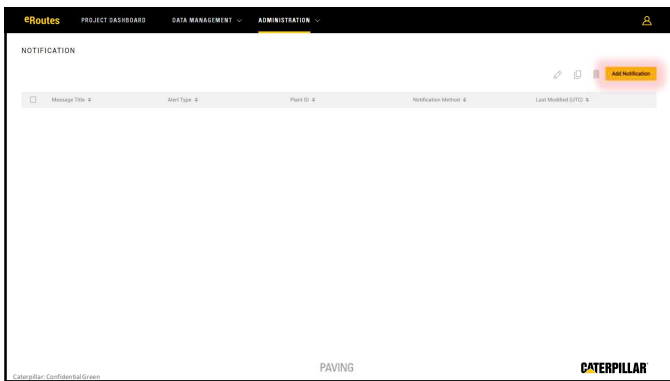 eRoutes PROJECT DASHBOARD DATA MANAGEMENT ADMINISTRATION
NOTIFICATION
Add Notification
Message Title Alert Type Plant ID Notification Method Last Modified (UTC)
PAVING
CATERPILLAR®
Caterpillar: Confidential Green